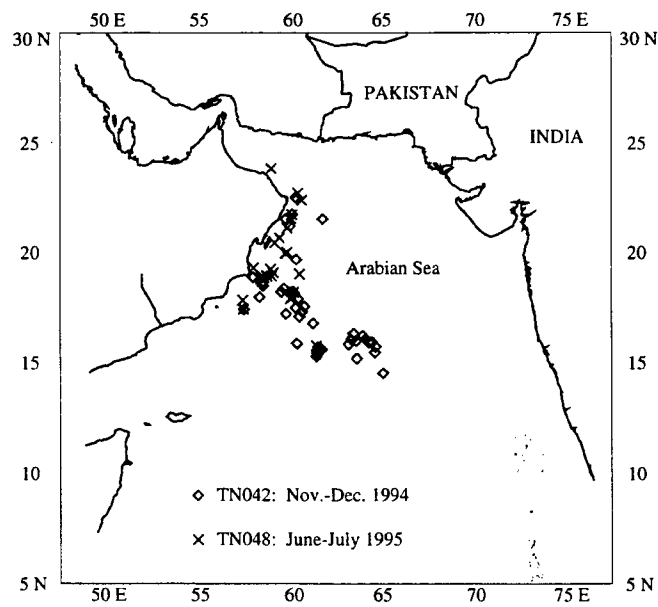 50 E 55 60 65 70 75 E
30 N 30 N
PAKISTAN
25 INDIA 25
20 20
Arabian Sea
15 15
10 10
TN042: Nov.-Dec. 1994
TN048: June-July 1995
5 N 5 N
50 E 55 60 65 70 75 E